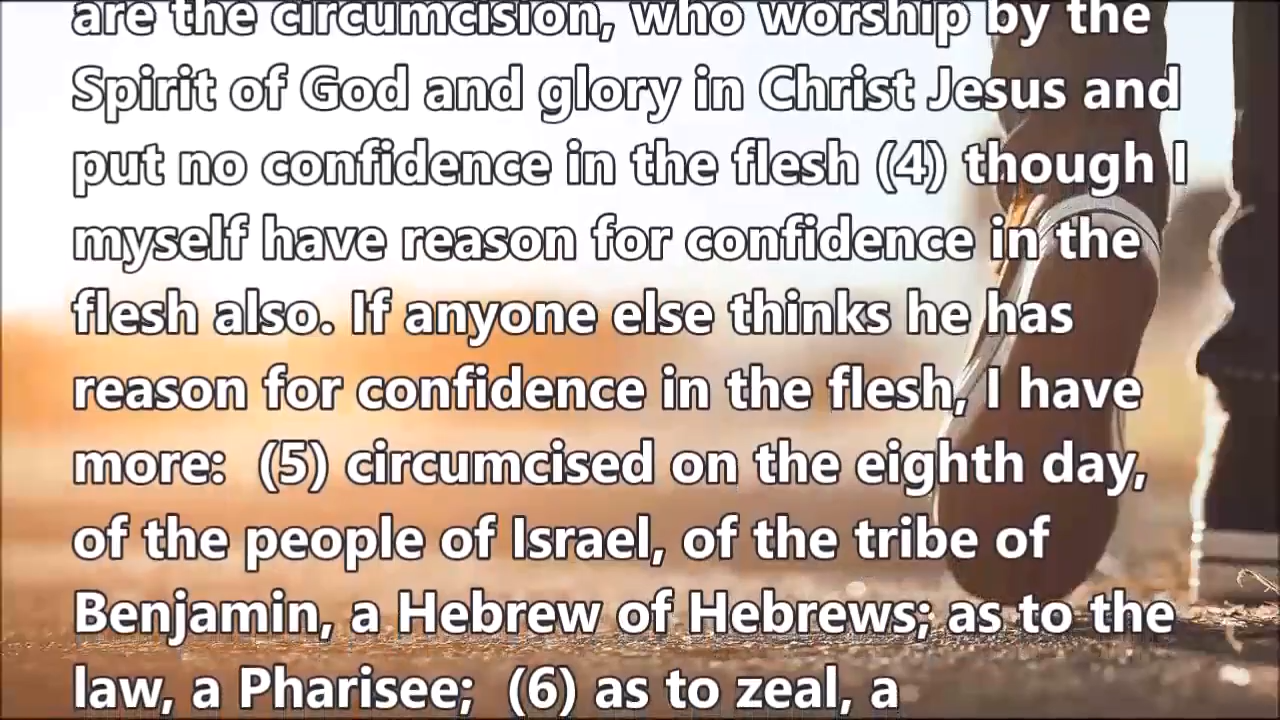 are the circumcision, who worship by the
Spirit of God and glory in Christ Jesus and
put no confidence in the flesh (4) though I
myself have reason for confidence in the
flesh also. If anyone else thinks he has
reason for confidence in the flesh, I have
more:  (5) circumcised on the eighth day,
of the people of Israel, of the tribe of
Benjamin, a Hebrew of Hebrews; as to the
law, a Pharisee;  (6) as to zeal, a